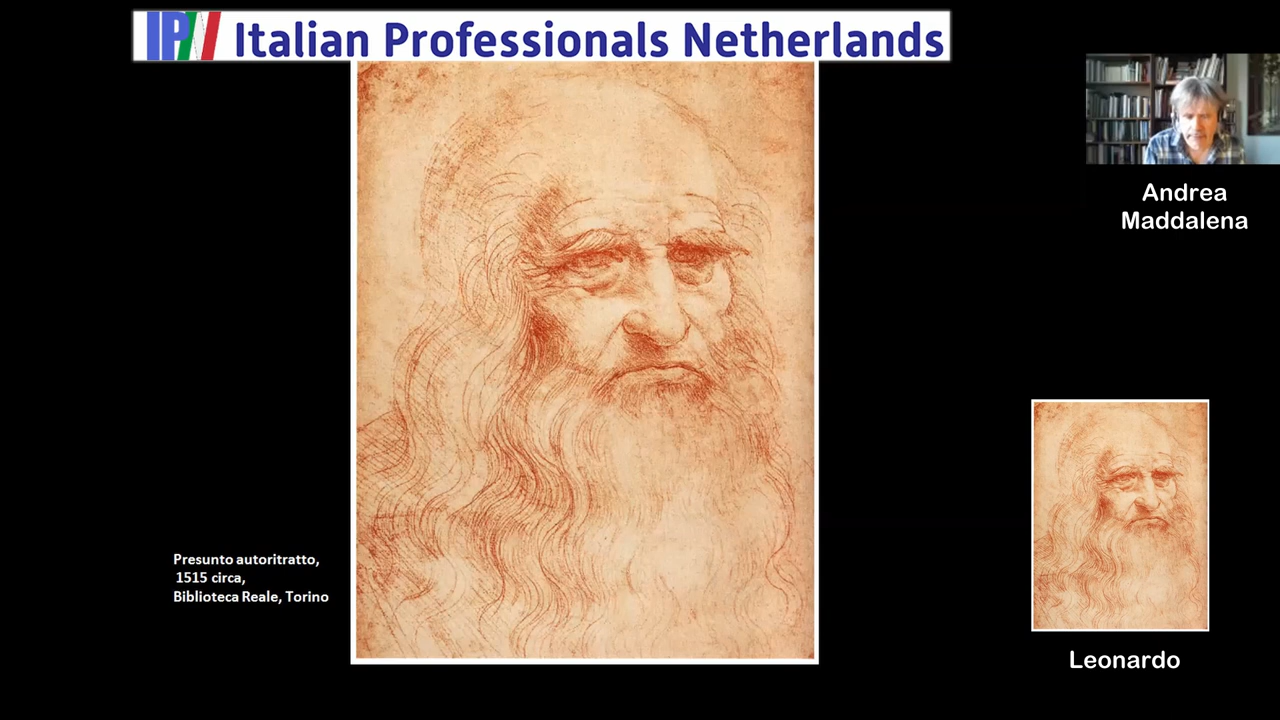 IPN Italian Professionals Netherlands
Andrea
Maddalena
Presunto autoritratto,
1515 circa,
Biblioteca Reale, Torino
Leonardo